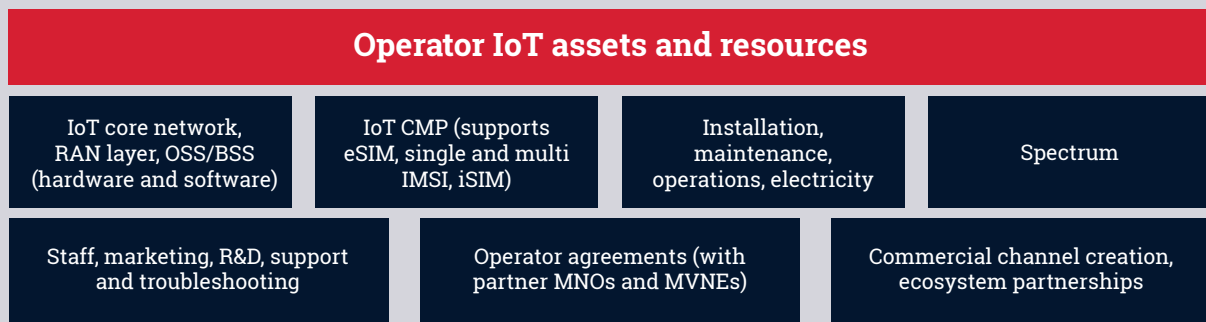 Operator IoT assets and resources
IoT core network,
RAN layer, OSS/BSS
(hardware and software)
IoT CMP (supports
eSIM, single and multi
IMSI, iSIM)
Installation,
maintenance,
operations, electricity
Spectrum
Staff, marketing, R&D, support
and troubleshooting
Operator agreements (with
partner MNOs and MVNEs)
Commercial channel creation,
ecosystem partnerships